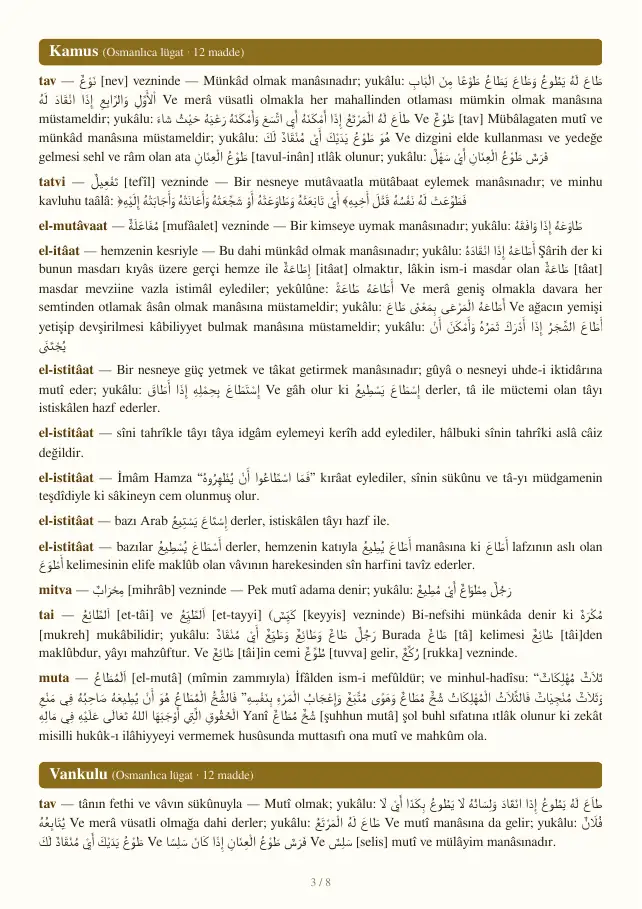 Kamus (Osmanlıca lügat · 12 madde)
tav — نَوْعٌ [nev] vezninde — Münkâd olmak manâsınadır; yukâlu: طَاعَ لَهُ يَطُوعُ وَطَاعَ يَطَاعُ طَوْعًا مِنَ الْبَابِ
الْأَوَّلِ وَالرَّابِعِ إِذَا انْقَادَ لَهُ Ve merâ vüsatli olmakla her mahallinden otlaması mümkin olmak manâsına
müstameldir; yukâlu: طَاعَ لَهُ الْمَرْتَعُ إِذَا أَمْكَنَهُ أَيِ اتَّسَعَ وَأَمْكَنَهُ رَعْيَهُ حَيْثُ شَاءَ Ve طَوْعٌ [tav] Mübâlagaten mutî ve
münkâd manâsına müstameldir; yukâlu: هُوَ طَوْعُ يَدَيْكَ أَيْ مُنْقَادٌ لَكَ Ve dizgini elde kullanması ve yedeğe
gelmesi sehl ve râm olan ata طَوْعُ الْعِنَانِ [tavul-inân] ıtlâk olunur; yukâlu: فَرَسٌ طَوْعُ الْعِنَانِ أَيْ سَهْلٌ
tatvi — تَفْعِيلٌ [tefîl] vezninde — Bir nesneye mutâvaatla mütâbaat eylemek manâsınadır; ve minhu
kavluhu taâlâ: ﴿فَطَوَّعَتْ لَهُ نَفْسُهُ قَتْلَ أَخِيهِ﴾ أَيْ تَابَعَتْهُ وَطَاوَعَتْهُ أَوْ شَجَّعَتْهُ وَأَعَانَتْهُ وَأَجَابَتْهُ إِلَيْهِ
el-mutâvaat — مُفَاعَلَةٌ [mufâalet] vezninde — Bir kimseye uymak manâsınadır; yukâlu: طَاوَعَهُ إِذَا وَافَقَهُ
el-itâat — hemzenin kesriyle — Bu dahi münkâd olmak manâsınadır; yukâlu: أَطَاعَهُ إِذَا انْقَادَهُ Şârih der ki
bunun masdarı kıyâs üzere gerçi hemze ile إِطَاعَةٌ [itâat] olmaktır, lâkin ism-i masdar olan طَاعَةٌ [tâat]
masdar mevziine vazla istimâl eylediler; yekûlûne: أَطَاعَهُ طَاعَةً Ve merâ geniş olmakla davara her
semtinden otlamak âsân olmak manâsına müstameldir; yukâlu: أَطَاعَهُ الْمَرْعَى بِمَعْنَى طَاعَ Ve ağacın yemişi
yetişip devşirilmesi kâbiliyyet bulmak manâsına müstameldir; yukâlu: أَطَاعَ الشَّجَرُ إِذَا أَدْرَكَ ثَمَرُهُ وَأَمْكَنَ أَنْ
يُجْتَنَى
el-istitâat — Bir nesneye güç yetmek ve tâkat getirmek manâsınadır; gûyâ o nesneyi uhde-i iktidârına
mutî eder; yukâlu: إِسْتَطَاعَ بِحِمْلِهِ إِذَا أَطَاقَ Ve gâh olur ki إِسْطَاعَ يَسْطِيعُ derler, tâ ile müctemi olan tâyı
istiskâlen hazf ederler.
el-istitâat — sîni tahrîkle tâyı tâya idgâm eylemeyi kerîh add eylediler, hâlbuki sînin tahrîki aslâ câiz
değildir.
el-istitâat — İmâm Hamza “فَمَا اسْطَّاعُوا أَنْ يُظْهِرُوهُ” kırâat eylediler, sînin sükûnu ve tâ-yı müdgamenin
teşdîdiyle ki sâkineyn cem olunmuş olur.
el-istitâat — bazı Arab إِسْتَاعَ يَسْتِيعُ derler, istiskâlen tâyı hazf ile.
el-istitâat — bazılar أَسْطَاعَ يُسْطِيعُ derler, hemzenin katıyla أَطَاعَ يُطِيعُ manâsına ki أَطَاعَ lafzının aslı olan
أَطْوَعَ kelimesinin elife maklûb olan vâvının harekesinden sîn harfini tavîz ederler.
mitva — مِحْرَابٌ [mihrâb] vezninde — Pek mutî adama denir; yukâlu: رَجُلٌ مِطْوَاعٌ أَيْ مُطِيعٌ
tai — اَلطَّائِعُ [et-tâi] ve اَلطَّيِّعُ [et-tayyi] (كَيِّسٌ [keyyis] vezninde) Bi-nefsihi münkâda denir ki مُكْرَهٌ
[mukreh] mukâbilidir; yukâlu: رَجُلٌ طَاعٌ وَطَائِعٌ وَطَيِّعٌ أَيْ مُنْقَادٌ Burada طَاعٌ [tâ] kelimesi طَائِعٌ [tâi]den
maklûbdur, yâyı mahzûftur. Ve طَائِعٌ [tâi]in cemi طُوَّعٌ [tuvva] gelir, رُكَّعٌ [rukka] vezninde.
muta — اَلْمُطَاعُ [el-mutâ] (mîmin zammıyla) İfâlden ism-i mefûldür; ve minhul-hadîsu: “ثَلَاثٌ مُهْلِكَاتٌ
وَثَلَاثٌ مُنْجِيَاتٌ فَالثَّلَاثُ الْمُهْلِكَاتُ شُحٌّ مُطَاعٌ وَهَوًى مُتَّبَعٌ وَإِعْجَابُ الْمَرْءِ بِنَفْسِهِ” فَالشُّحُّ الْمُطَاعُ هُوَ أَنْ يُطِيعَهُ صَاحِبُهُ فِي مَنْعِ
الْحُقُوقِ الَّتِي أَوْجَبَهَا اللهُ تَعَالَى عَلَيْهِ فِي مَالِهِ Yanî شُحٌّ مُطَاعٌ [şuhhun mutâ] şol buhl sıfatına ıtlâk olunur ki zekât
misilli hukûk-ı ilâhiyyeyi vermemek husûsunda muttasıfı ona mutî ve mahkûm ola.
Vankulu (Osmanlıca lügat · 12 madde)
tav — tânın fethi ve vâvın sükûnuyla — Mutî olmak; yukâlu: طَاعَ لَهُ يَطُوعُ إِذَا انْقَادَ وَلِسَانُهُ لَا يَطُوعُ بِكَذَا أَيْ لَا
يُتَابِعُهُ Ve merâ vüsatli olmağa dahi derler; yukâlu: طَاعَ لَهُ الْمَرْتَعُ Ve mutî manâsına da gelir; yukâlu: فُلَانٌ
طَوْعُ يَدَيْكَ أَيْ مُنْقَادٌ لَكَ Ve فَرَسٌ طَوْعُ الْعِنَانِ إِذَا كَانَ سَلِسًا Ve سَلِسٌ [selis] mutî ve mülâyim manâsınadır.
3 / 8